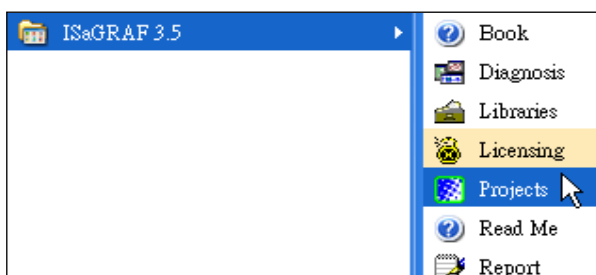 ISaGRAF 3.5
Book
Diagnosis
Libraries
Licensing
Projects
Read Me
Report